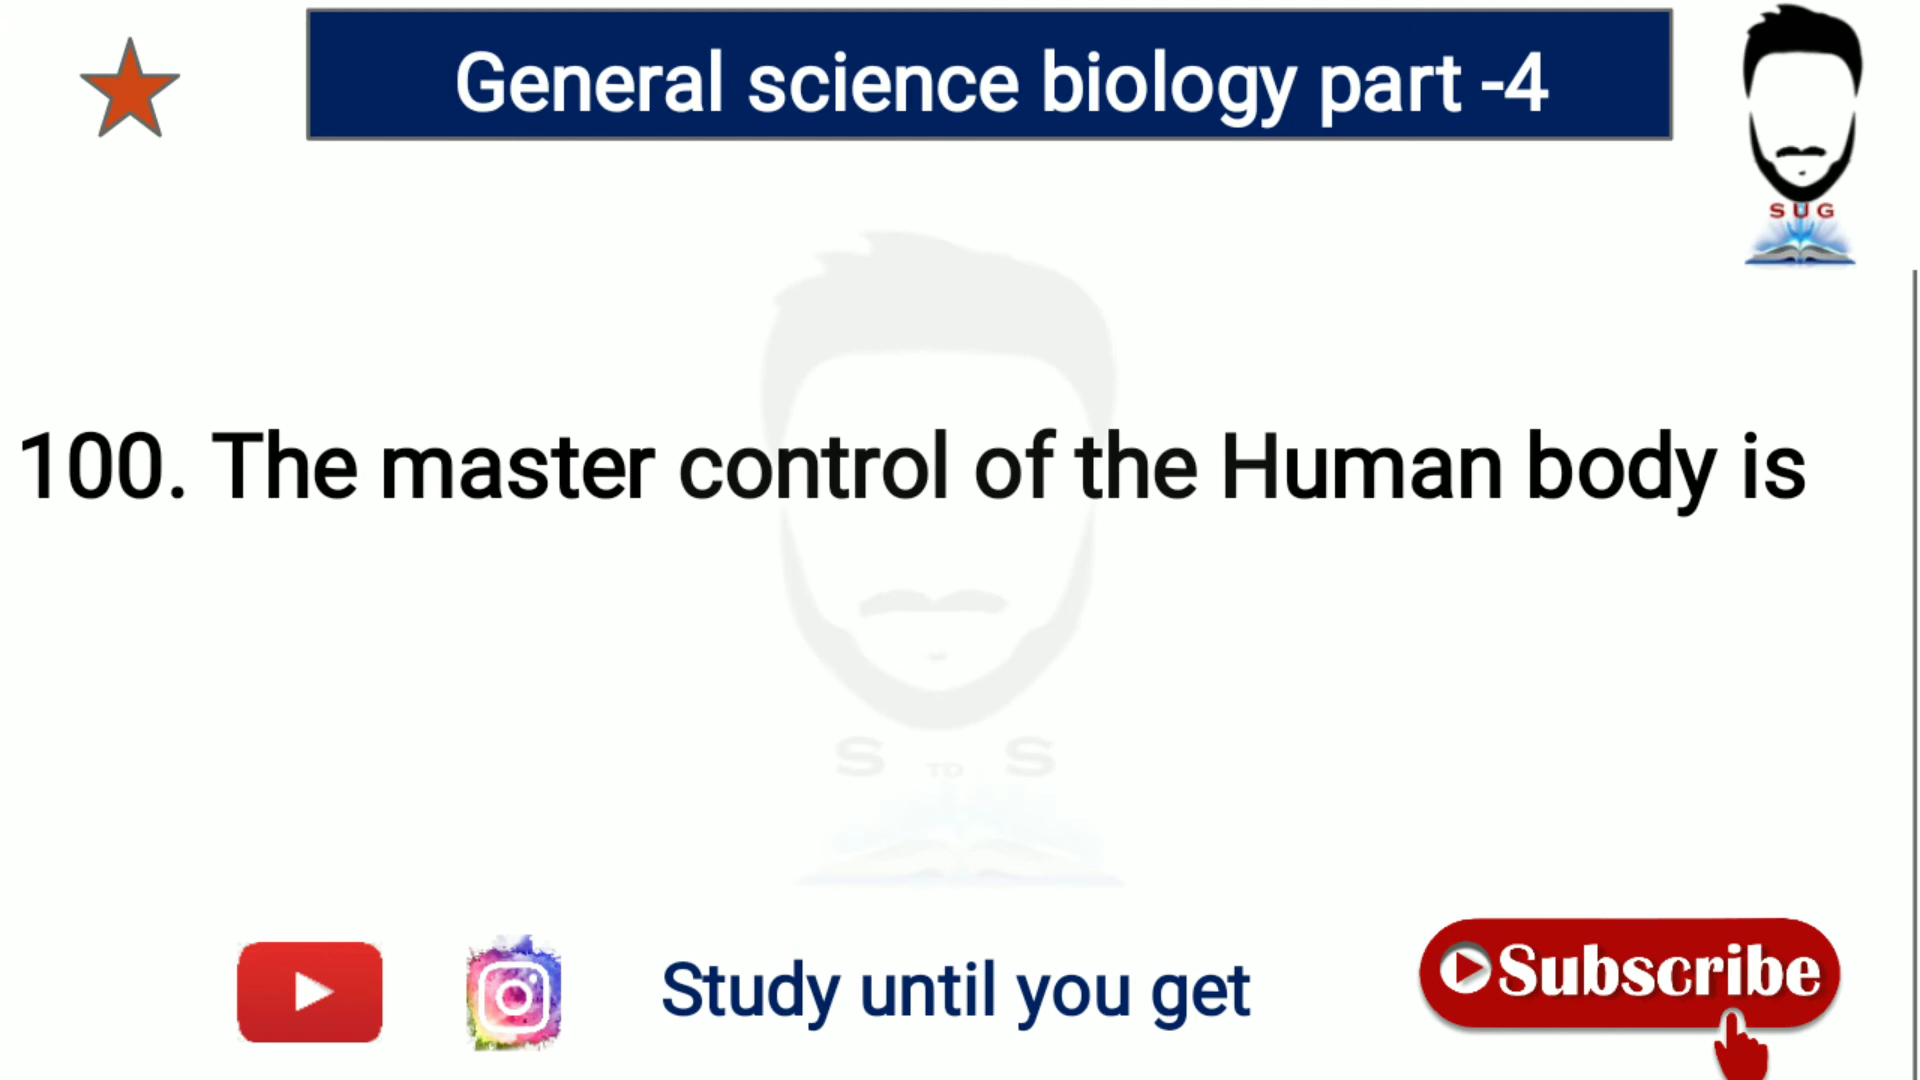 General science biology part -4
S U G
100. The master control of the Human body is
S TO S
Study until you get
Subscribe